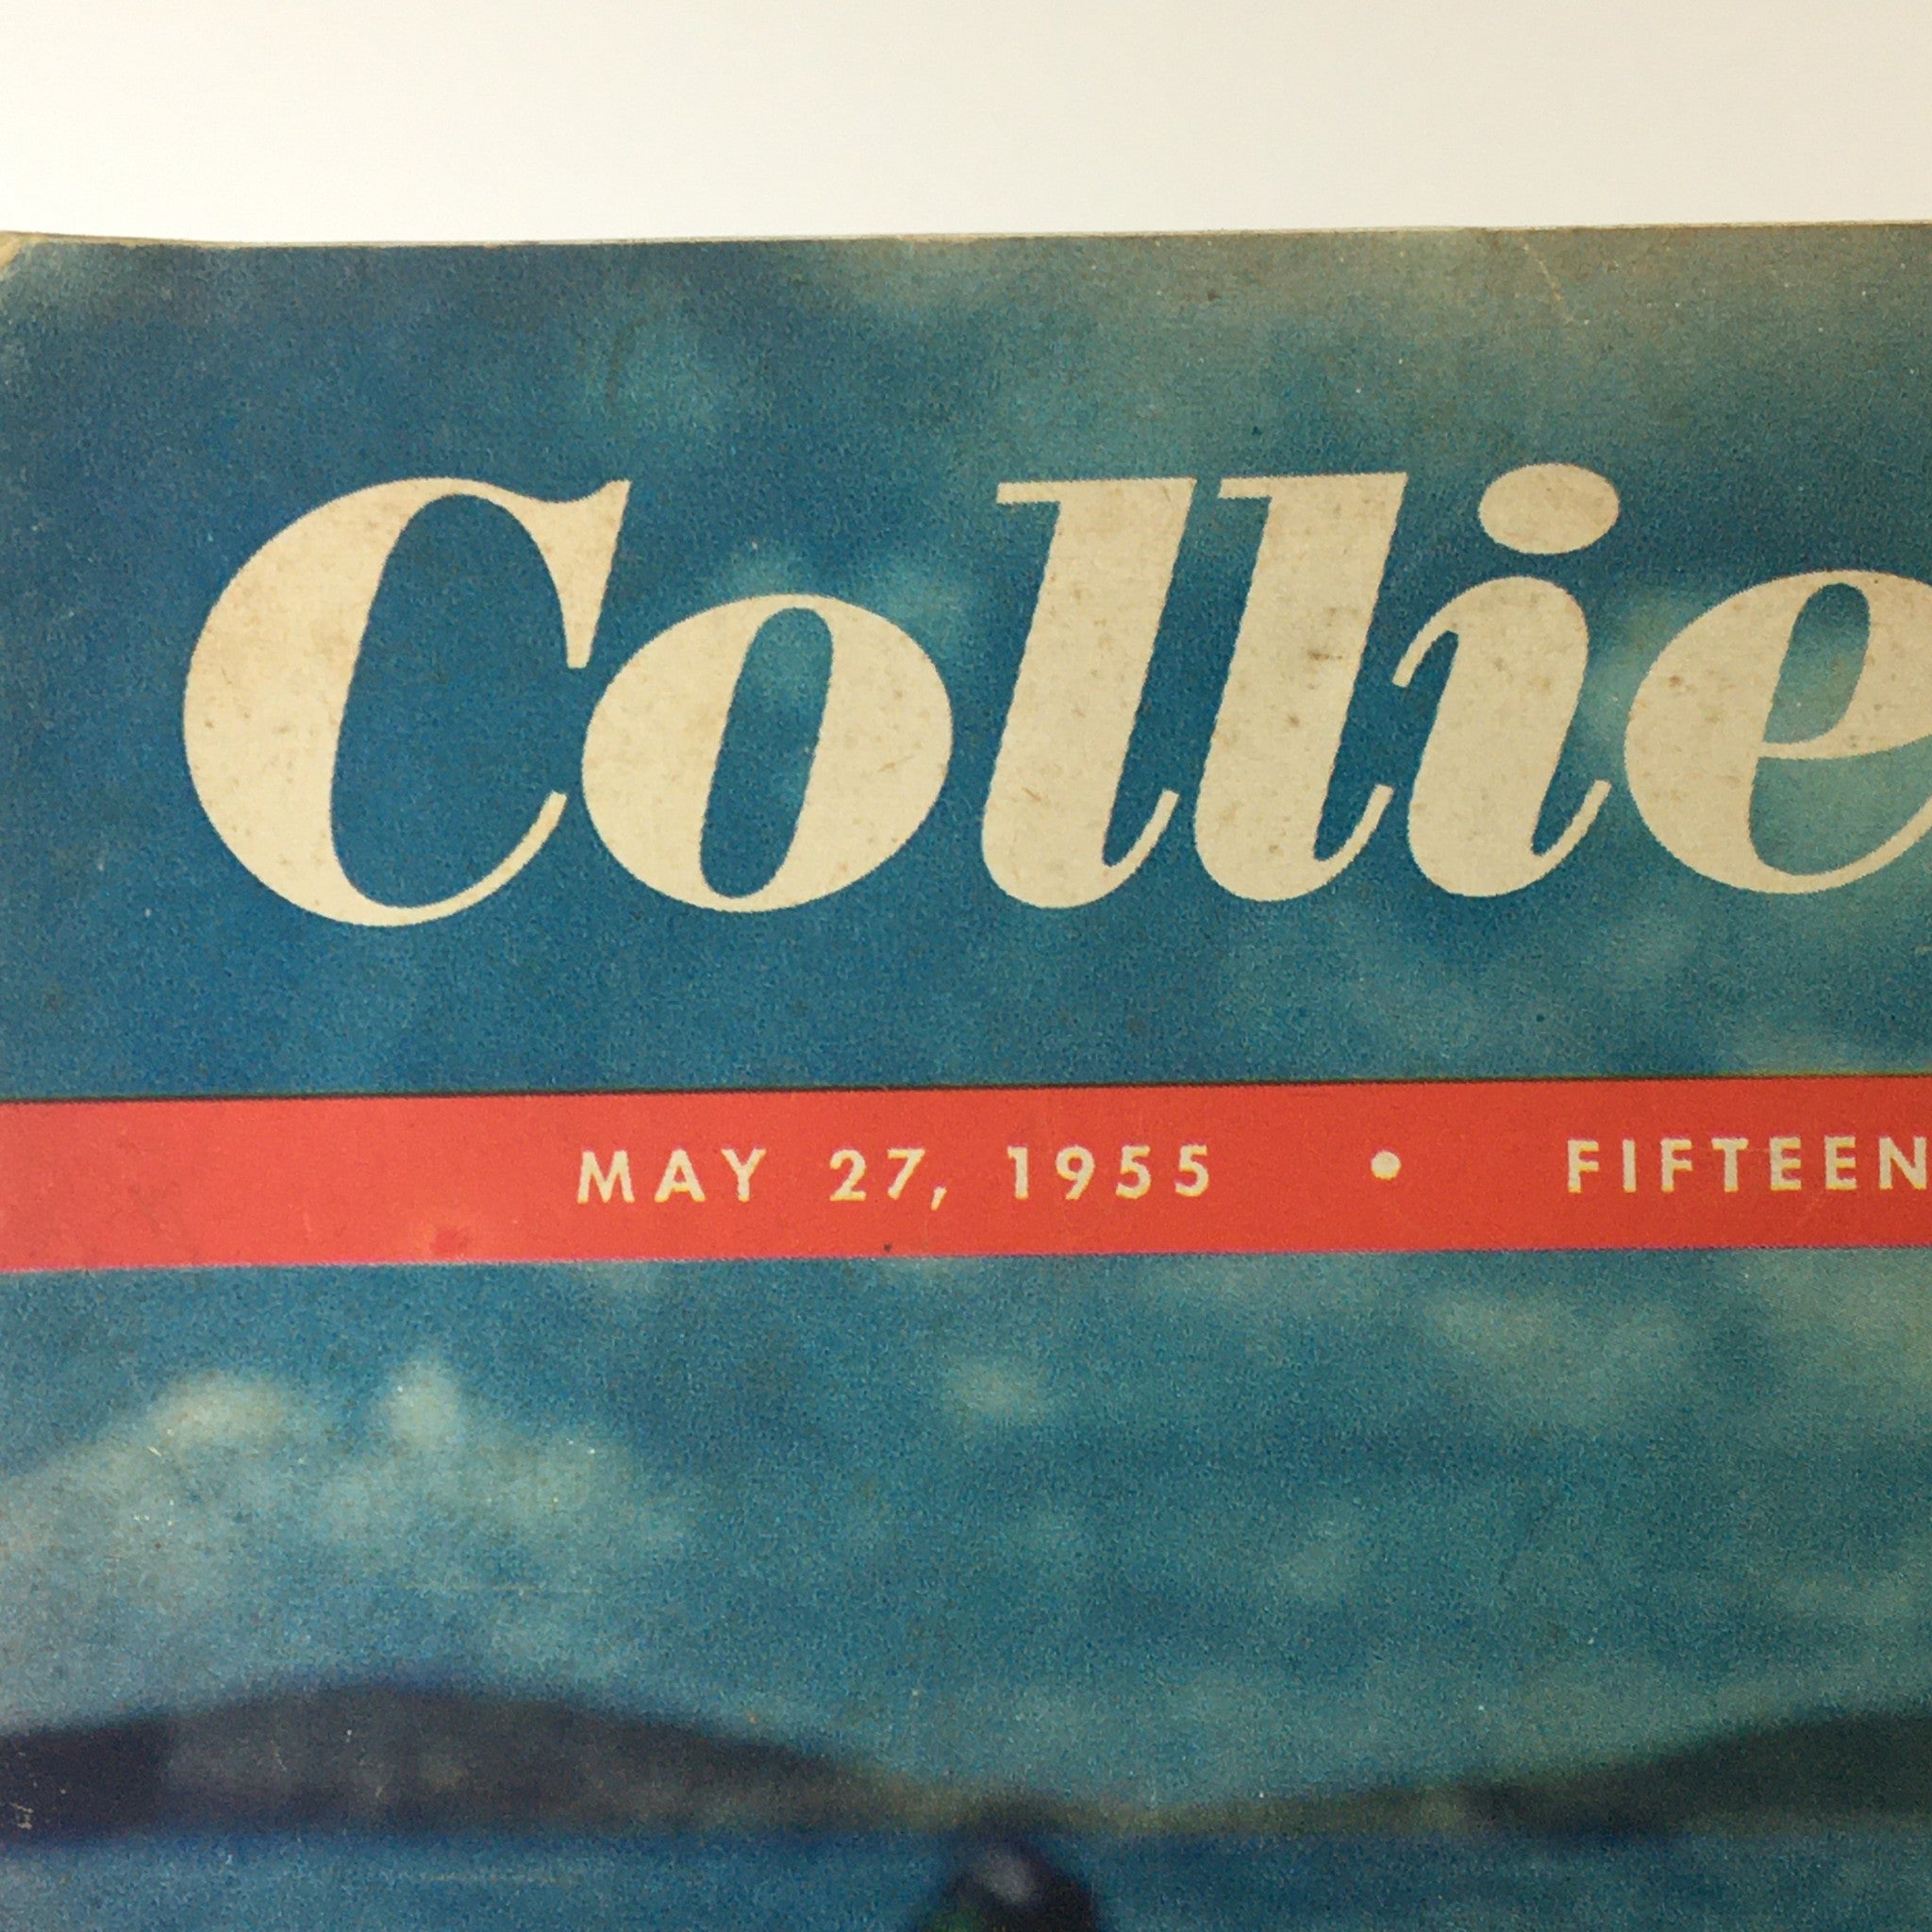 Collie
MAY 27, 1955 • FIFTEEN